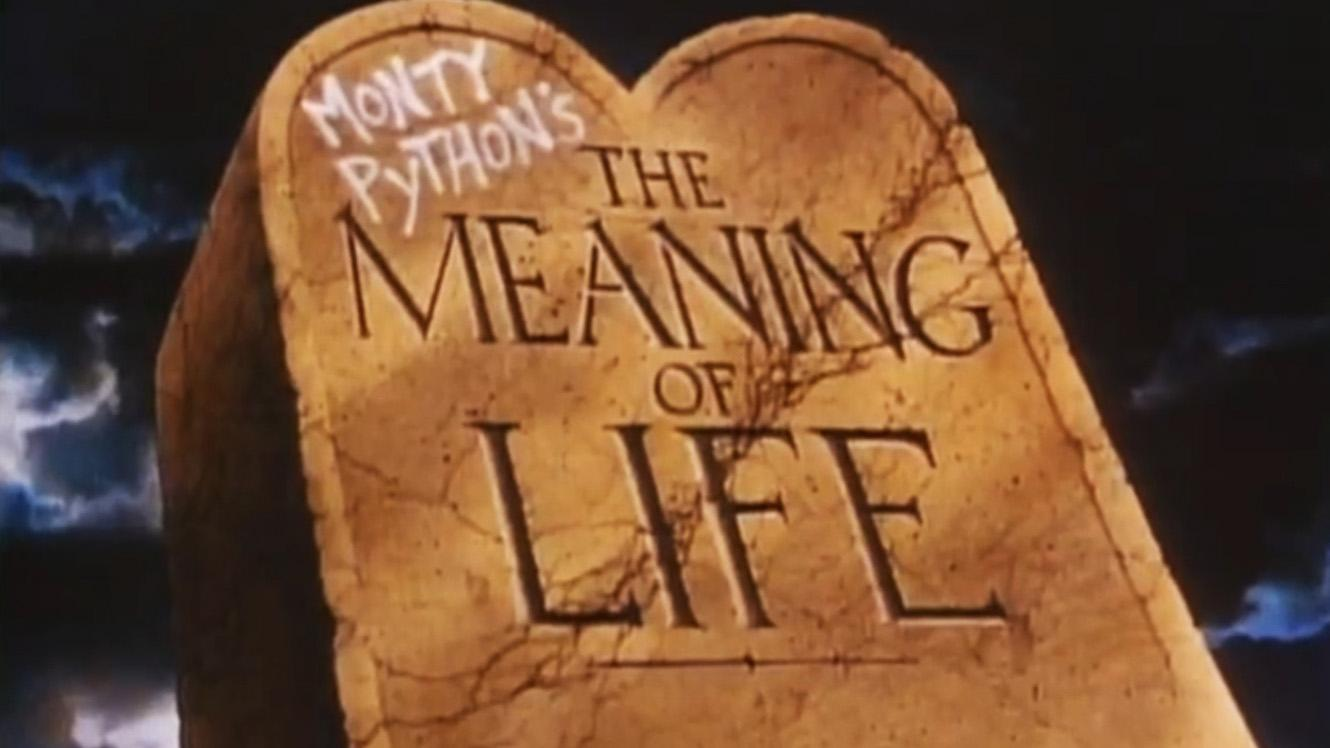 MONTY
PYTHON'S
THE
MEANING
OF
LIFE